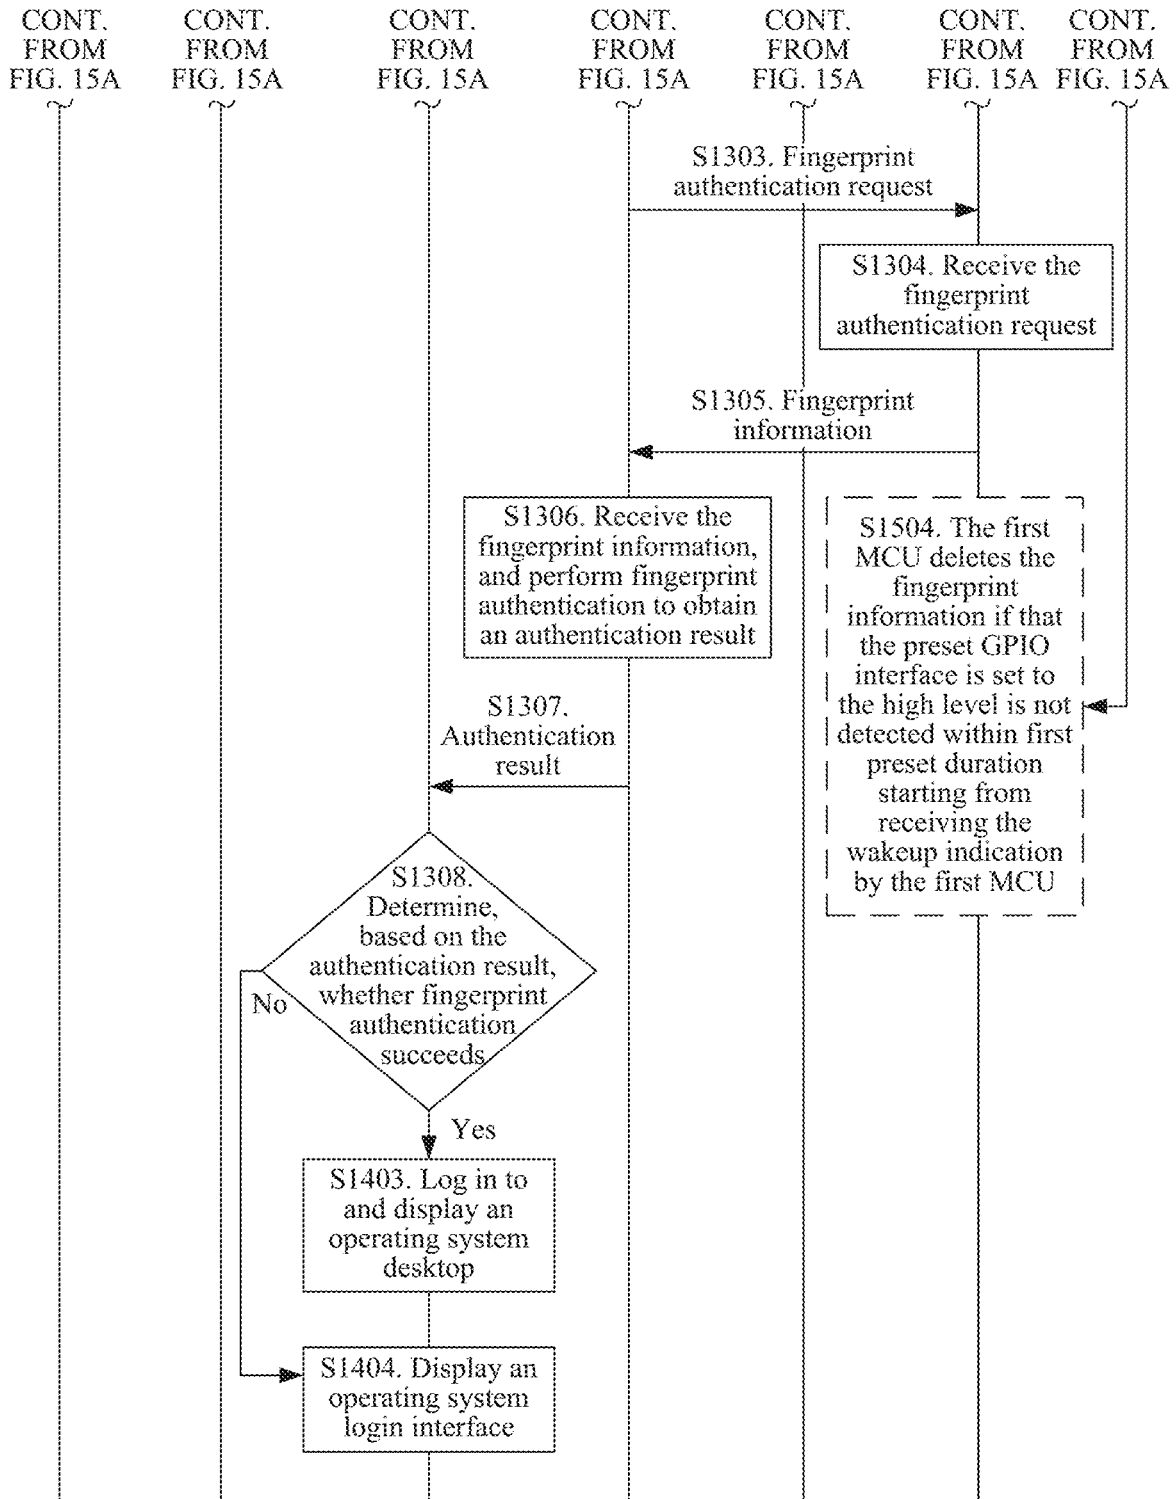 CONT.
FROM
FIG. 15A
CONT.
FROM
FIG. 15A
CONT.
FROM
FIG. 15A
CONT.
FROM
FIG. 15A
CONT.
FROM
FIG. 15A
CONT.
FROM
FIG. 15A
CONT.
FROM
FIG. 15A
S1303. Fingerprint
authentication request
S1304. Receive the
fingerprint
authentication request
S1305. Fingerprint
information
S1306. Receive the
fingerprint information,
and perform fingerprint
authentication to obtain
an authentication result
S1504. The first
MCU deletes the
fingerprint
information if that
the preset GPIO
interface is set to
the high level is not
detected within first
preset duration
starting from
receiving the
wakeup indication
by the first MCU
S1307.
Authentication
result
S1308.
Determine,
based on the
authentication result,
whether fingerprint
authentication
succeeds
No
Yes
S1403. Log in to
and display an
operating system
desktop
S1404. Display an
operating system
login interface